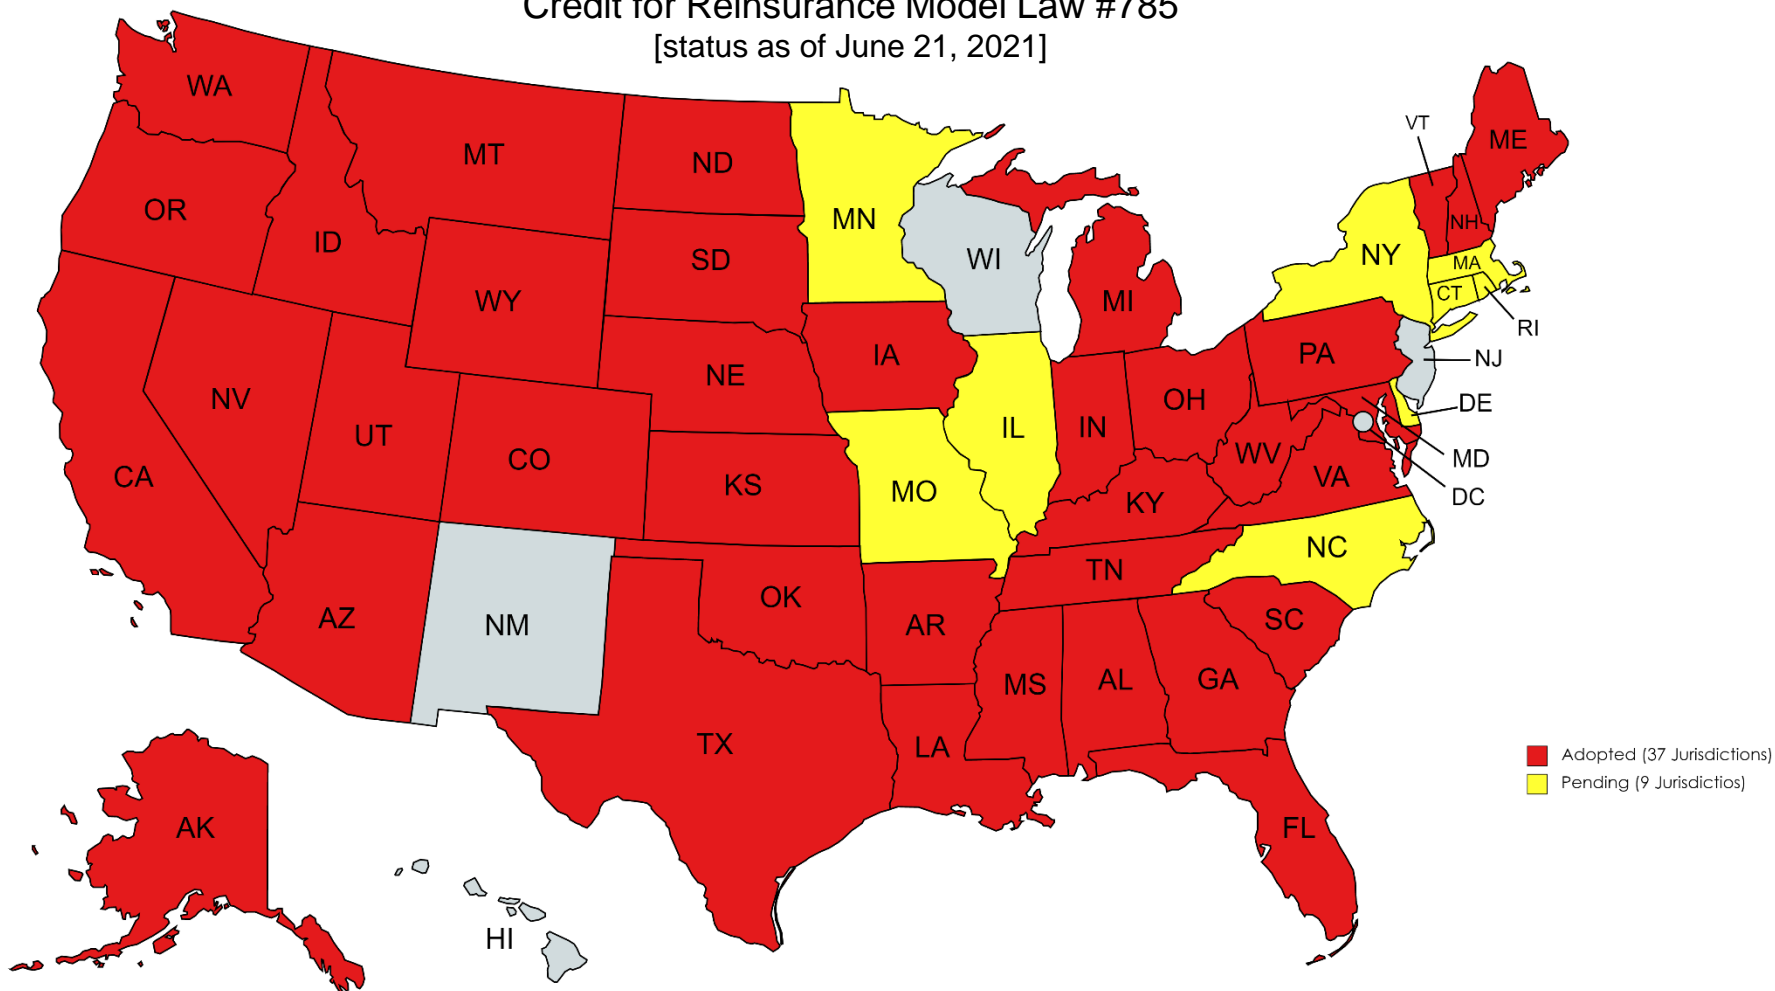 Credit for Reinsurance Model Law #785
[status as of June 21, 2021]
WA
MT
ND
MN
VT
ME
OR
ID
SD
WI
NH
NY
MA
WY
MI
CT
RI
IA
PA
NJ
NE
NV
OH
DE
UT
CO
IL
IN
MD
CA
KS
MO
WV
VA
DC
KY
NC
TN
OK
AZ
NM
AR
SC
MS
AL
GA
TX
LA
Adopted (37 Jurisdictions)
Pending (9 Jurisdictios)
AK
FL
HI